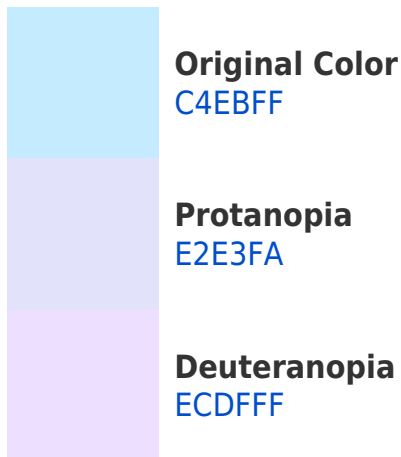 Original Color
C4EBFF
Protanopia
E2E3FA
Deuteranopia
ECDFFF